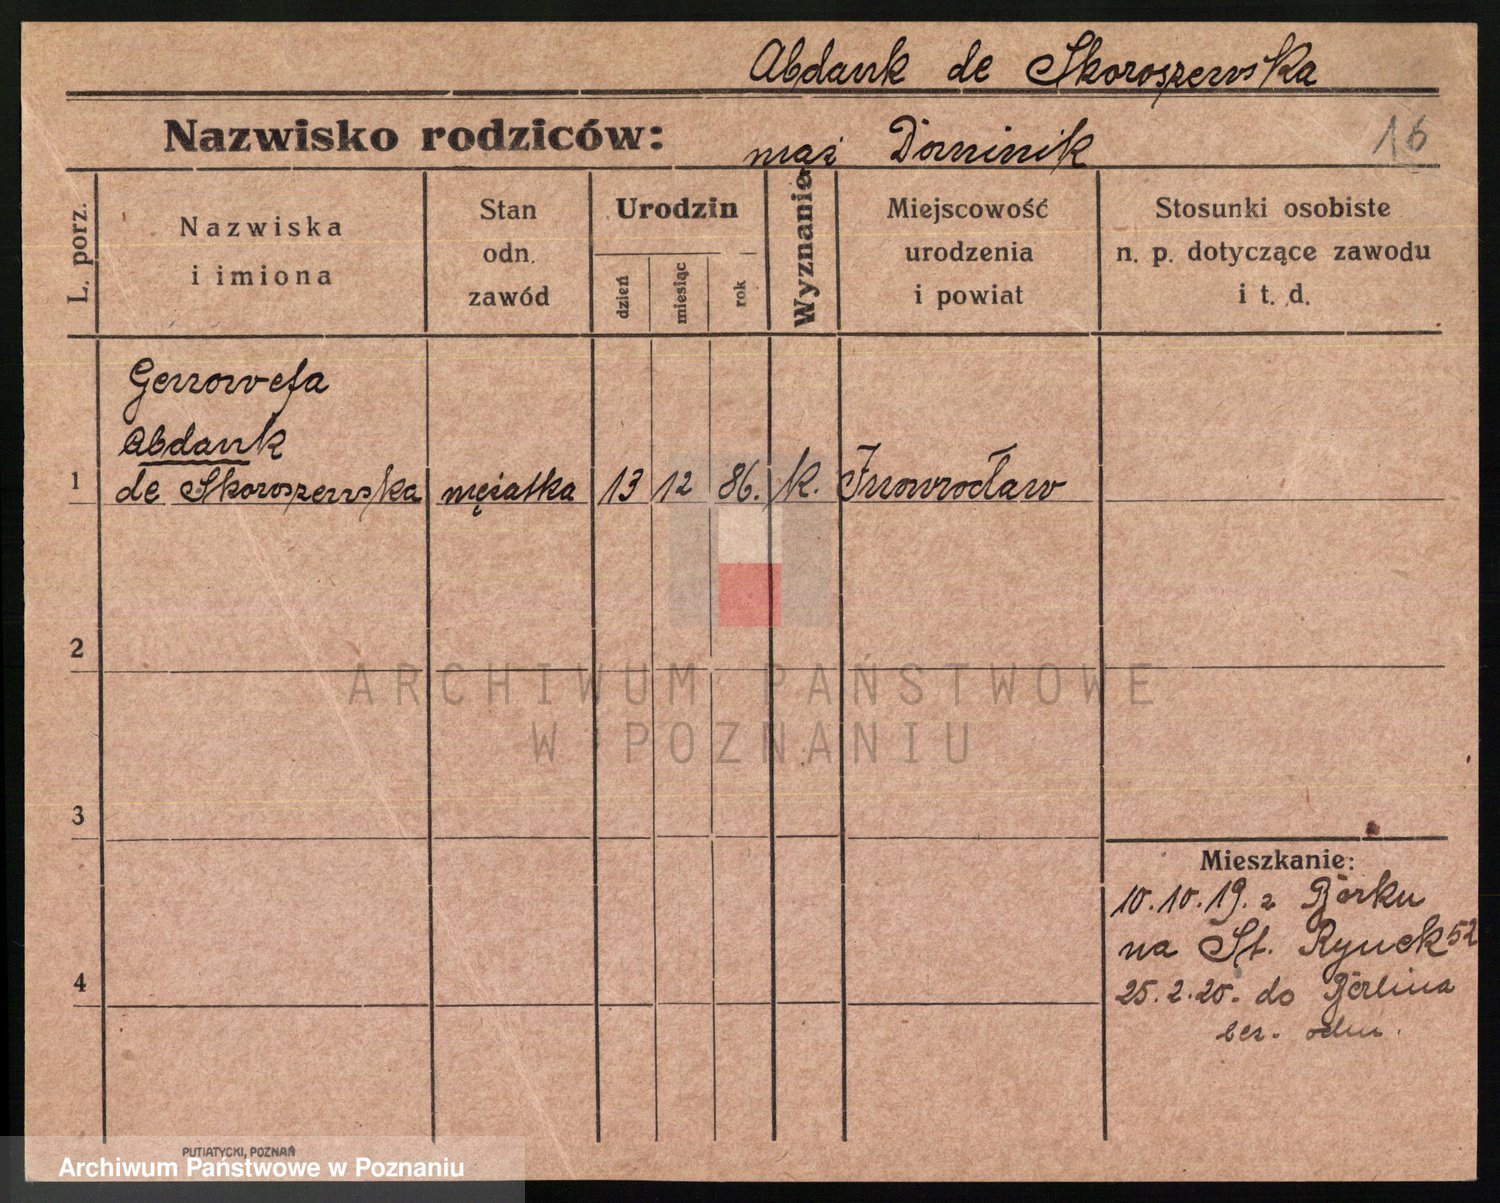 Abdank de Skoroszewska
Nazwisko rodziców: mąż Dominik 16
L. porz.
Nazwiska
i imiona
Stan
odn.
zawód
Urodzin
dzień
miesiąc
rok
Wyznanie
Miejscowość
urodzenia
i powiat
Stosunki osobiste
n. p. dotyczące zawodu
i t. d.
Genowefa
Abdank
1 de Skoroszewska mężatka 13 12 86. k. Inowrocław
2
3
4
Mieszkanie:
10.10.19. z
na St. Rynek 52
25.2.20. do Berlina
bez. odm.
ARCHIWUM PAŃSTWOWE
W POZNANIU
PUTIATYCKI, POZNAŃ
Archiwum Państwowe w Poznaniu